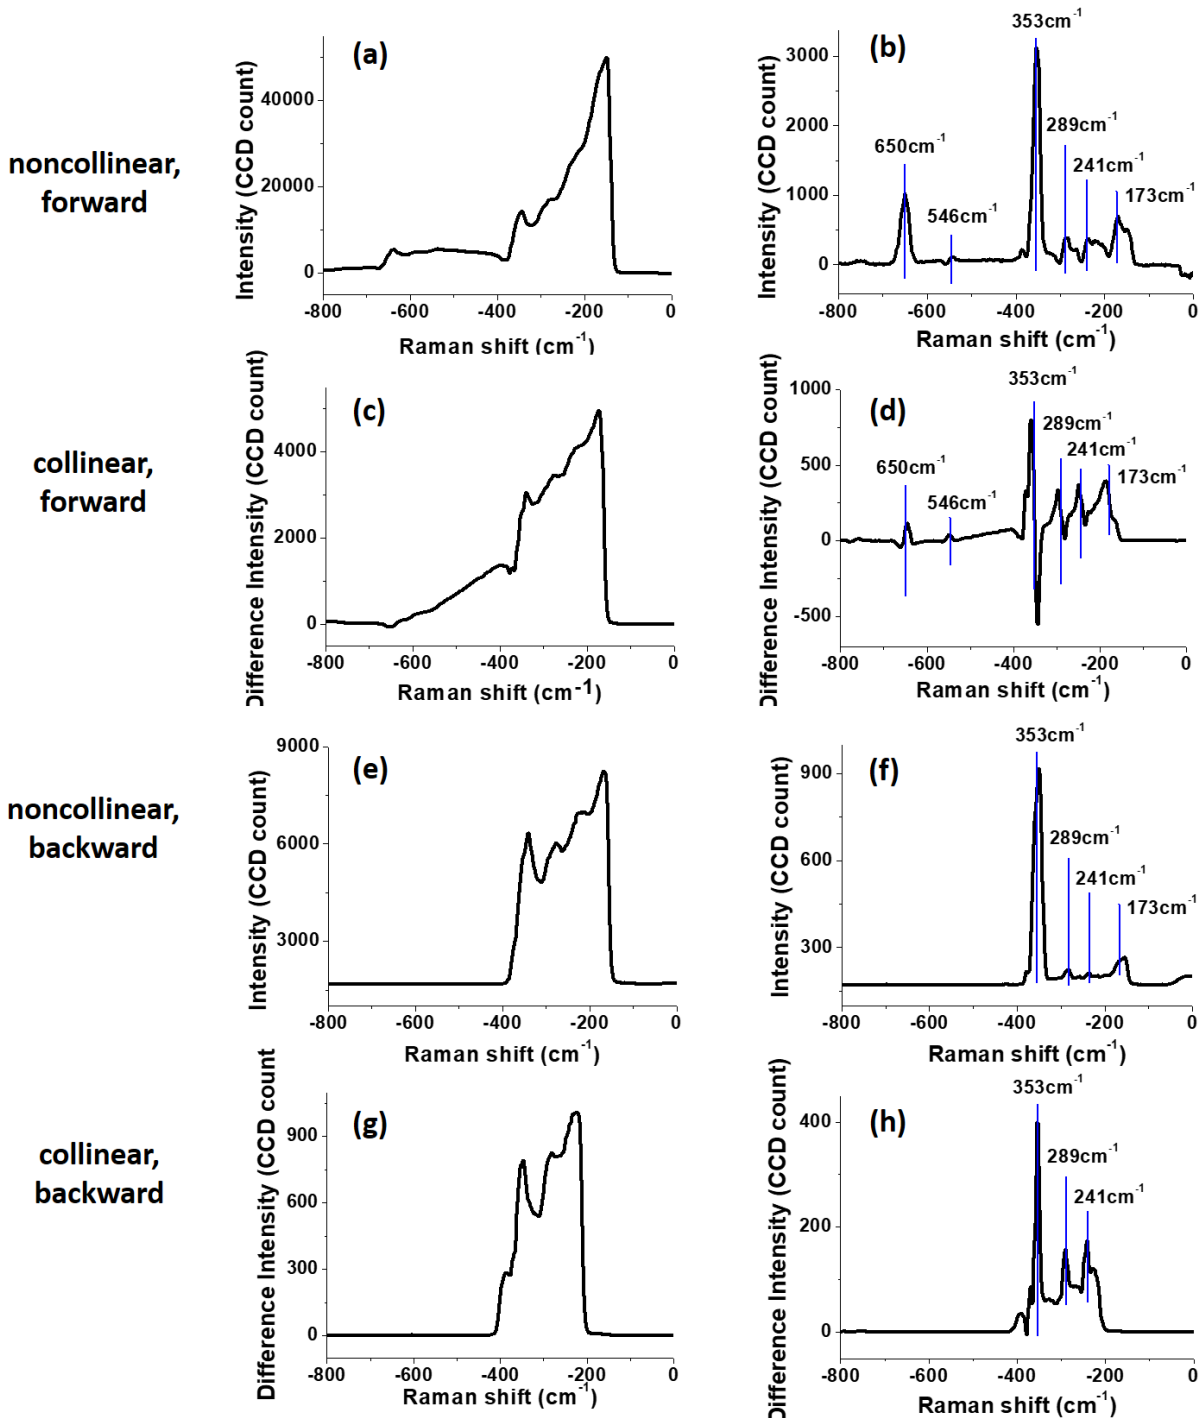 noncollinear,
forward
(a)
Intensity (CCD count)
40000
20000
0
-800 -600 -400 -200 0
Raman shift (cm-1)
(b)
Intensity (CCD count)
3000
2000
1000
0
353cm-1
289cm-1
650cm-1
241cm-1
173cm-1
546cm-1
-800 -600 -400 -200 0
Raman shift (cm-1)
collinear,
forward
(c)
Difference Intensity (CCD count)
4000
2000
0
-800 -600 -400 -200 0
Raman shift (cm-1)
(d)
Difference Intensity (CCD count)
1000
500
0
-500
353cm-1
289cm-1
241cm-1
650cm-1
173cm-1
546cm-1
-800 -600 -400 -200 0
Raman shift (cm-1)
noncollinear,
backward
(e)
Intensity (CCD count)
9000
6000
3000
-800 -600 -400 -200 0
Raman shift (cm-1)
(f)
Intensity (CCD count)
900
600
300
353cm-1
289cm-1
241cm-1
173cm-1
-800 -600 -400 -200 0
Raman shift (cm-1)
collinear,
backward
(g)
Difference Intensity (CCD count
900
600
300
0
-800 -600 -400 -200 0
Raman shift (cm-1)
(h)
Difference Intensity (CCD count)
400
200
0
353cm-1
289cm-1
241cm-1
-800 -600 -400 -200 0
Raman shift (cm-1)